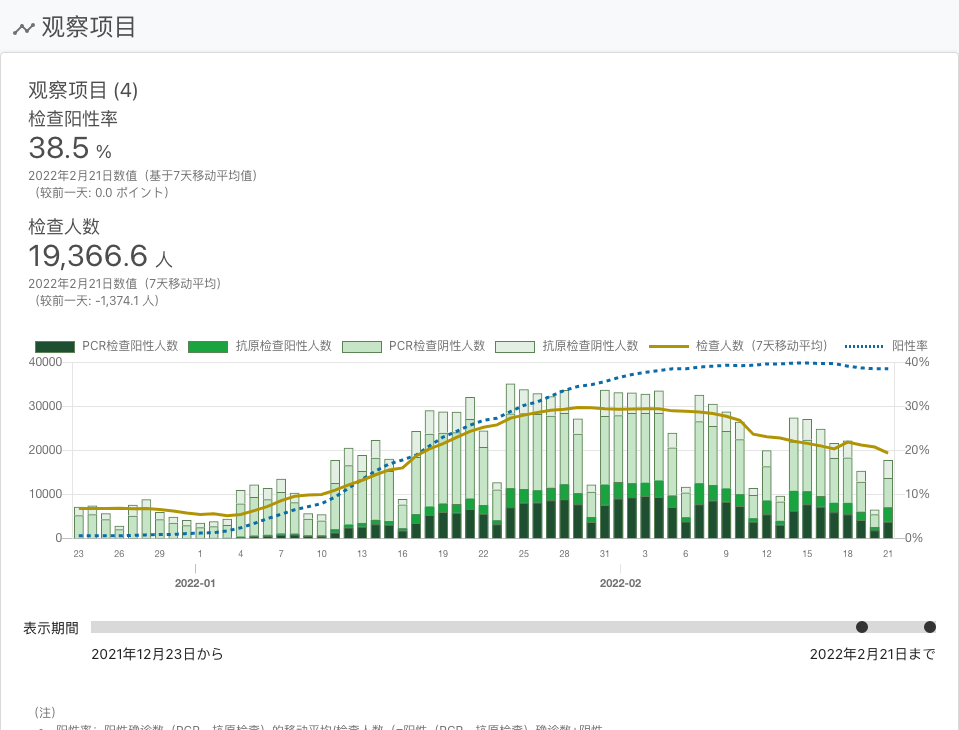 观察项目
观察项目 (4)
检查阳性率
38.5 %
2022年2月21日数值（基于7天移动平均值）
（较前一天: 0.0 ポイント）
检查人数
19,366.6 人
2022年2月21日数值（7天移动平均）
（较前一天: -1,374.1 人）
PCR检查阳性人数 抗原检查阳性人数 PCR检查阴性人数 抗原检查阴性人数 检查人数（7天移动平均） 阳性率
40000 40%
30000 30%
20000 20%
10000 10%
0 0%
23 26 29 1 4 7 10 13 16 19 22 25 28 31 3 6 9 12 15 18 21
2022-01 2022-02
表示期間
2021年12月23日から 2022年2月21日まで
（注）